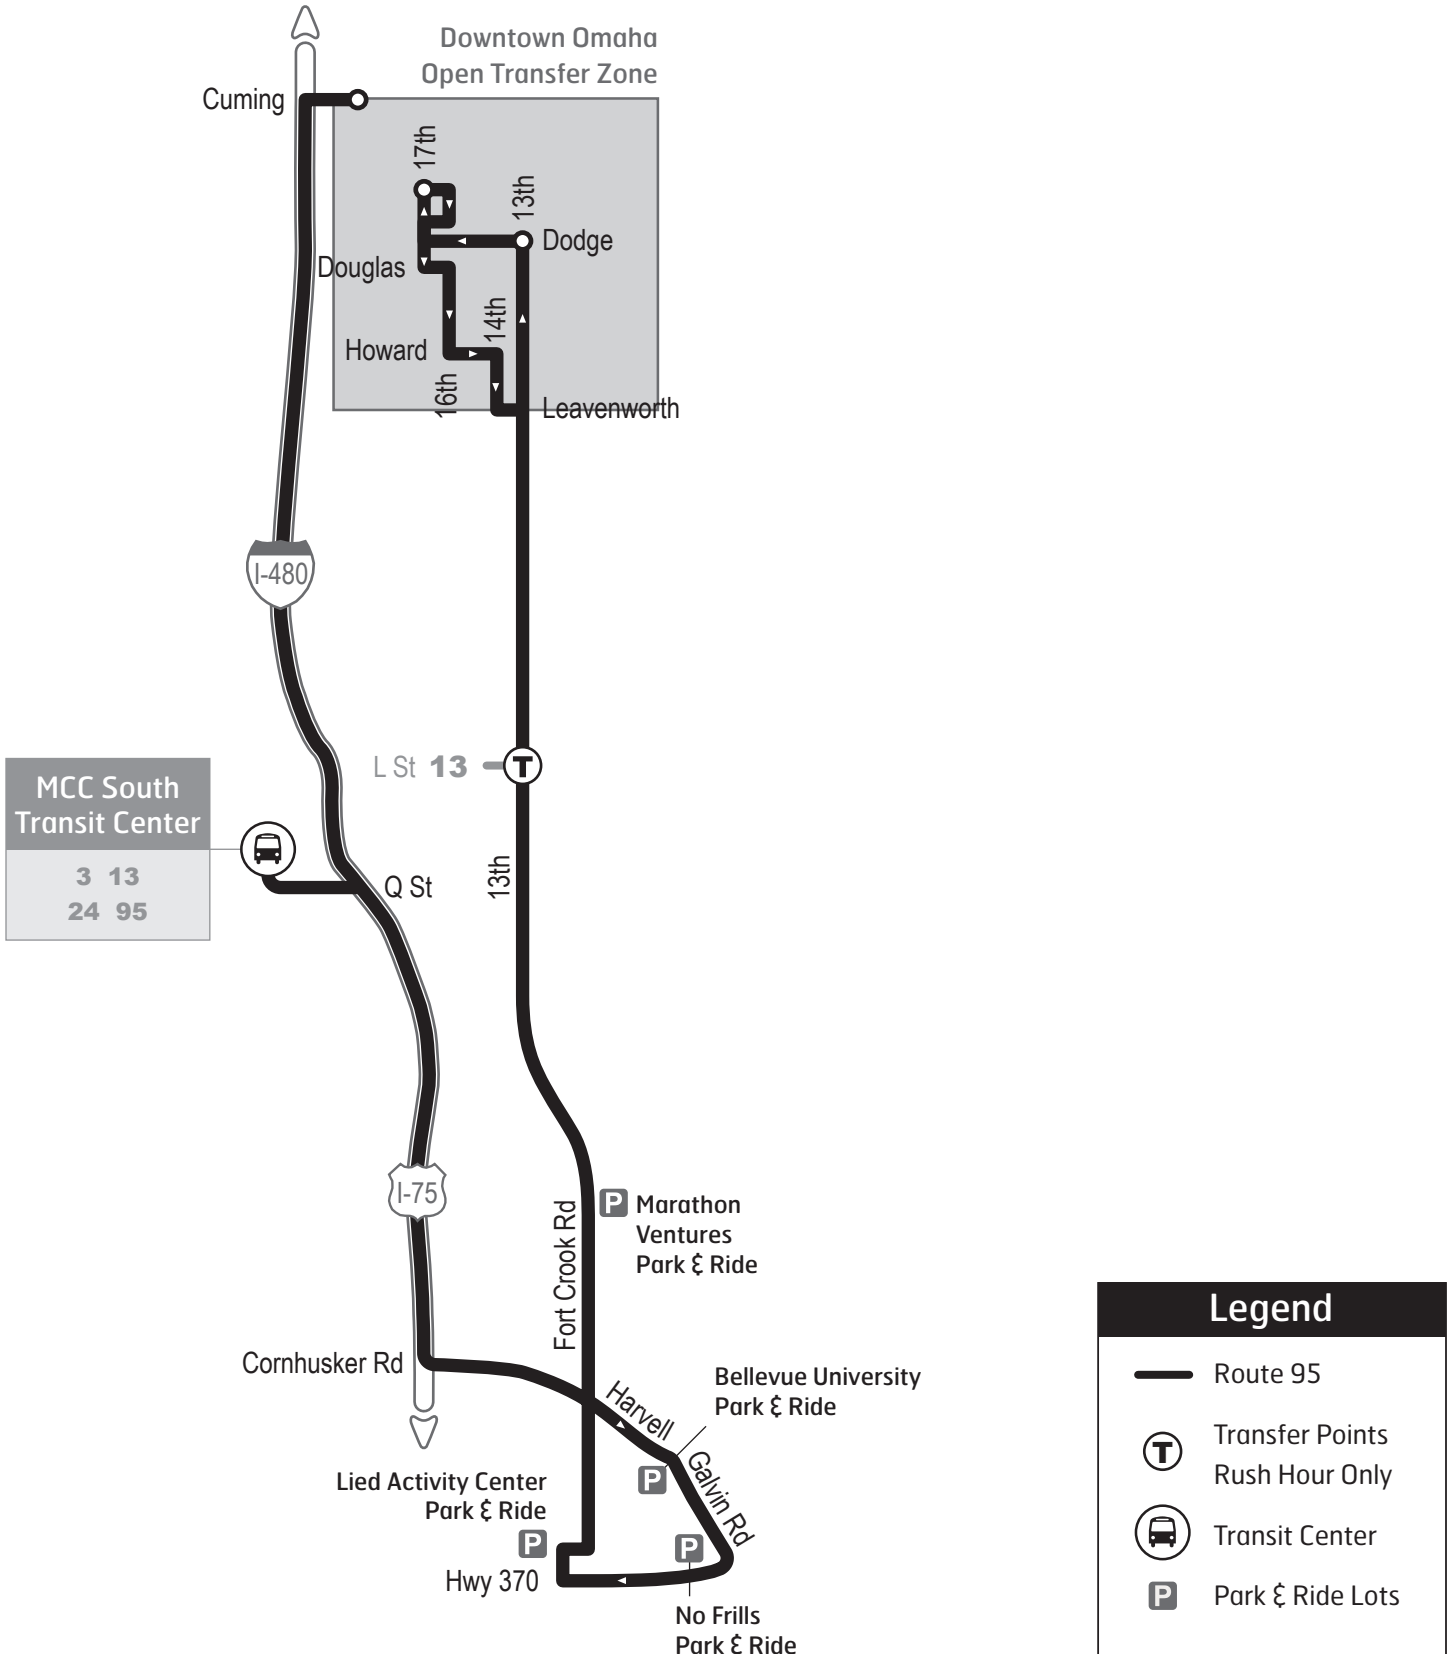 Downtown Omaha
Open Transfer Zone
Cuming
17th
13th
Dodge
Douglas
14th
Howard
16th
Leavenworth
I-480
L St 13
T
MCC South
Transit Center
3 13
24 95
Q St
13th
I-75
P
Marathon
Ventures
Park & Ride
Fort Crook Rd
Cornhusker Rd
Harvell
Bellevue University
Park & Ride
P
Galvin Rd
Lied Activity Center
Park & Ride
P
P
Hwy 370
No Frills
Park & Ride
Legend
Route 95
T
Transfer Points
Rush Hour Only
Transit Center
P
Park & Ride Lots